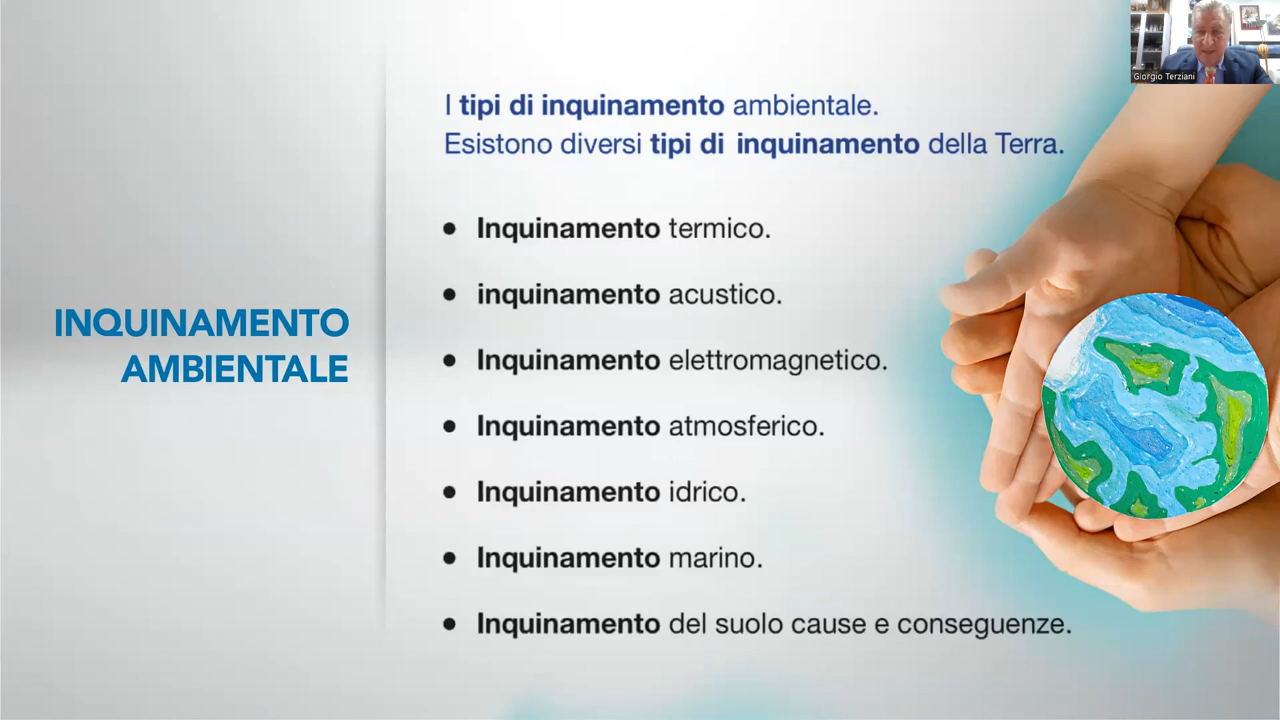 Giorgio Terziani
I tipi di inquinamento ambientale.
Esistono diversi tipi di inquinamento della Terra.
INQUINAMENTO
AMBIENTALE
• Inquinamento termico.
• inquinamento acustico.
• Inquinamento elettromagnetico.
• Inquinamento atmosferico.
• Inquinamento idrico.
• Inquinamento marino.
• Inquinamento del suolo cause e conseguenze.